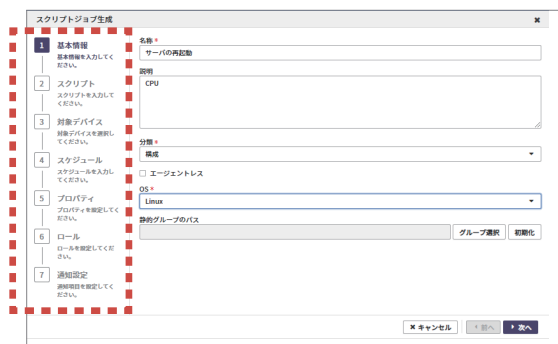 スクリプトジョブ生成
✖
1 基本情報
基本情報を入力してく
ださい。
2 スクリプト
スクリプトを入力して
ください。
3 対象デバイス
対象デバイスを選択し
てください。
4 スケジュール
スケジュールを入力し
てください。
5 プロパティ
プロパティを設定してく
ださい。
6 ロール
ロールを設定してくだ
さい。
7 通知設定
通知項目を設定してく
ださい。
名称 *
サーバの再起動
説明
CPU
分類 *
構成
エージェントレス
OS *
Linux
静的グループのパス
グループ選択 初期化
✖ キャンセル 前へ 次へ